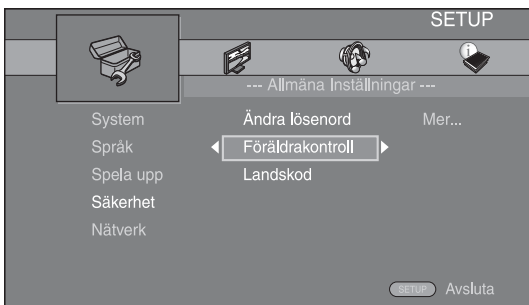 SETUP
--- Allmäna Inställningar ---
System
Ändra lösenord
Mer...
Språk
Föräldrakontroll
Spela upp
Landskod
Säkerhet
Nätverk
SETUP Avsluta